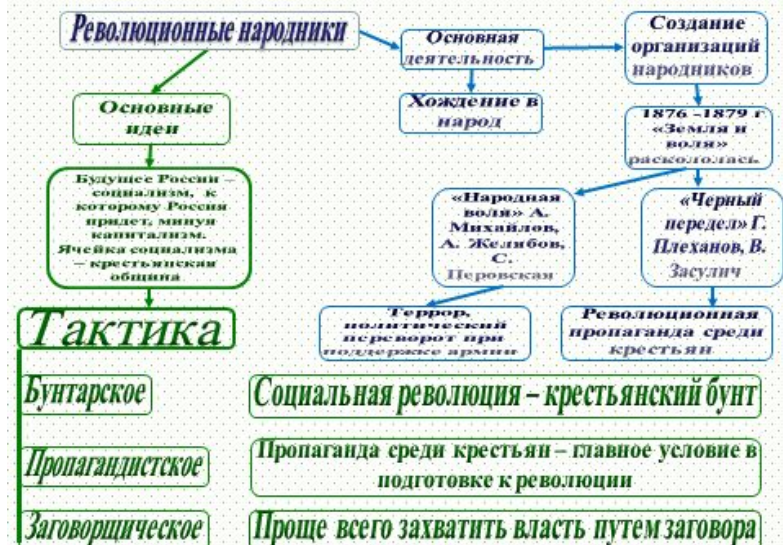 Революционные народники
Основная
деятельность
Создание
организаций
народников
Основные
идеи
Хождение в
народ
1876 -1879 г
«Земля и
воля»
раскололась
Будущее России –
социализм, к
которому Россия
придет, минуя
капитализм.
Ячейка социализма
– крестьянская
община
«Народная
воля» А.
Михайлов,
А. Желябов,
С.
Перовская
«Черный
передел» Г.
Плеханов, В.
Засулич
Террор,
политический
переворот при
поддержке армии
Революционная
пропаганда среди
крестьян
Тактика
Бунтарское
Социальная революция – крестьянский бунт
Пропагандистское
Пропаганда среди крестьян – главное условие в
подготовке к революции
Заговорщическое
Проще всего захватить власть путем заговора